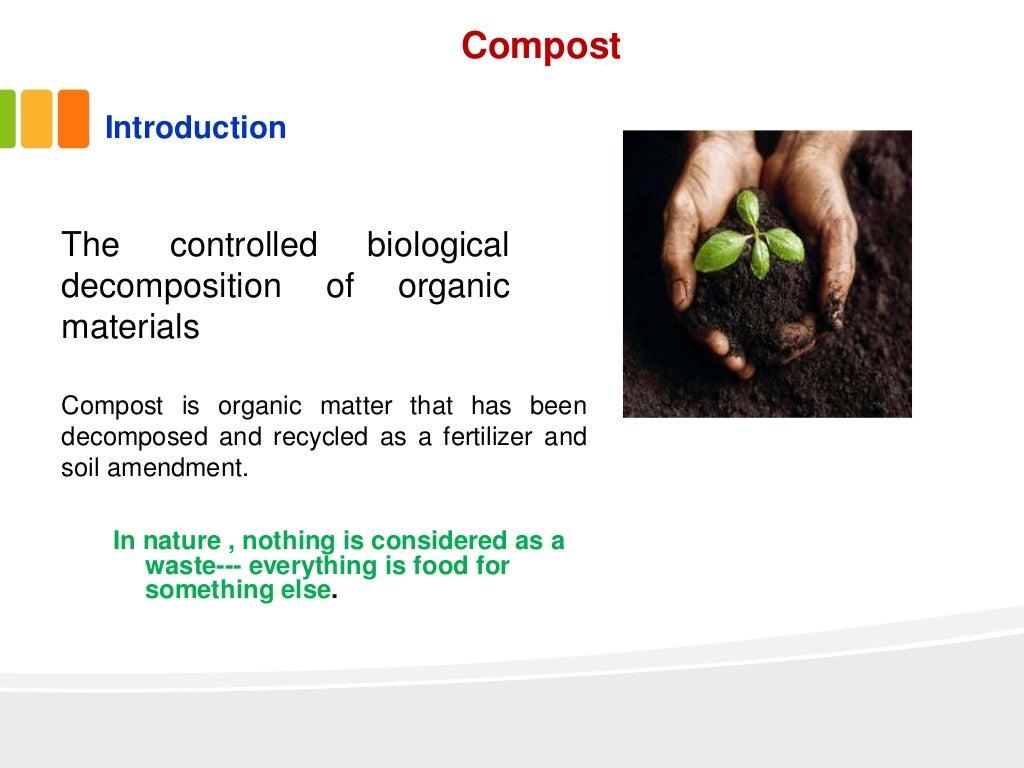 Compost
Introduction
The controlled biological
decomposition of organic
materials
Compost is organic matter that has been
decomposed and recycled as a fertilizer and
soil amendment.
In nature , nothing is considered as a
waste--- everything is food for
something else.